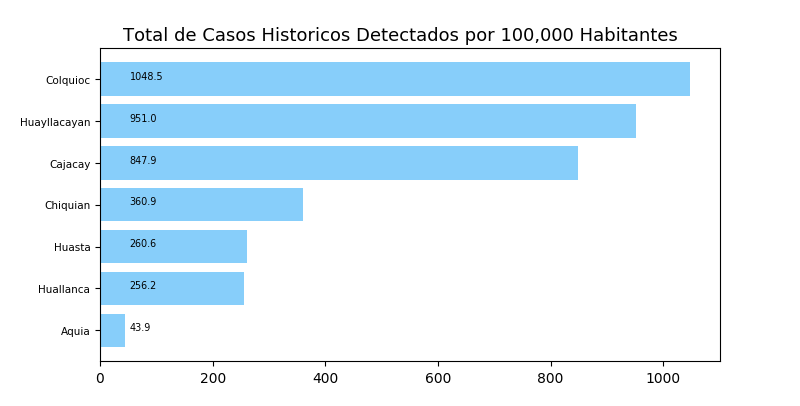 Total de Casos Historicos Detectados por 100,000 Habitantes
Colquioc 1048.5
Huayllacayan 951.0
Cajacay 847.9
Chiquian 360.9
Huasta 260.6
Huallanca 256.2
Aquia 43.9
0 200 400 600 800 1000